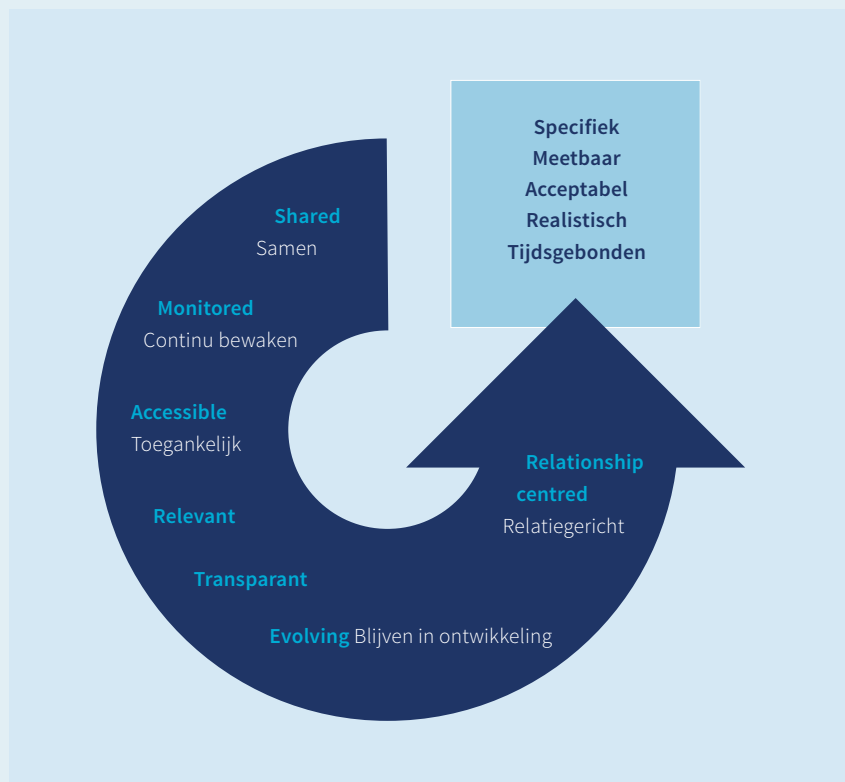 Specifiek
Meetbaar
Acceptabel
Realistisch
Tijdsgebonden
Shared
Samen
Monitored
Continu bewaken
Accessible
Toegankelijk
Relevant
Transparant
Evolving Blijven in ontwikkeling
Relationship
centred
Relatiegericht